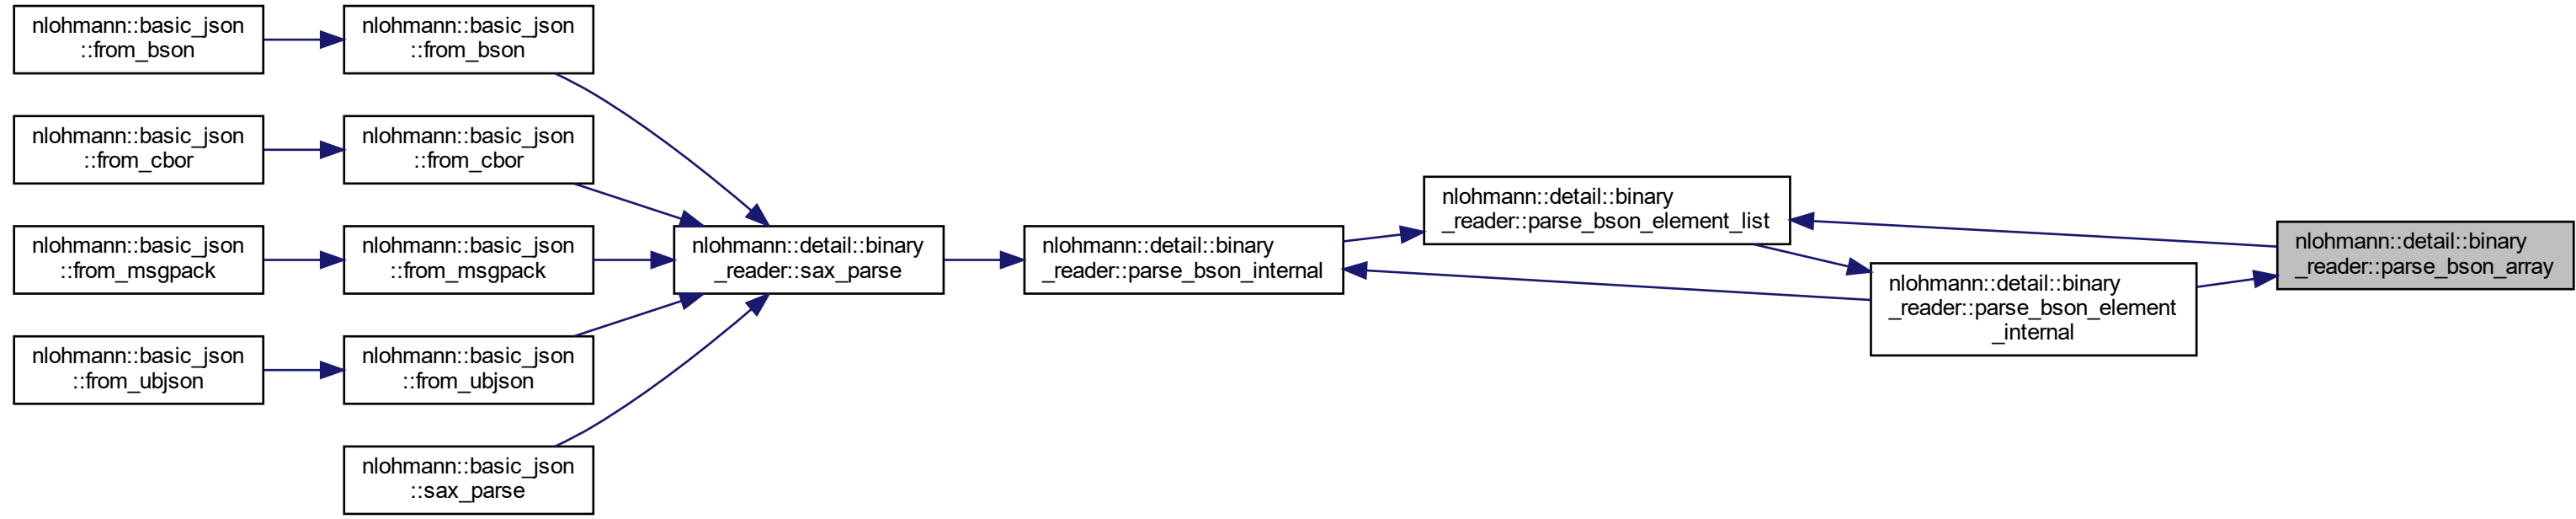 nlohmann::basic_json
::from_bson
nlohmann::basic_json
::from_bson
nlohmann::basic_json
::from_cbor
nlohmann::basic_json
::from_cbor
nlohmann::basic_json
::from_msgpack
nlohmann::basic_json
::from_msgpack
nlohmann::basic_json
::from_ubjson
nlohmann::basic_json
::from_ubjson
nlohmann::basic_json
::sax_parse
nlohmann::detail::binary
_reader::sax_parse
nlohmann::detail::binary
_reader::parse_bson_internal
nlohmann::detail::binary
_reader::parse_bson_element_list
nlohmann::detail::binary
_reader::parse_bson_element
_internal
nlohmann::detail::binary
_reader::parse_bson_array